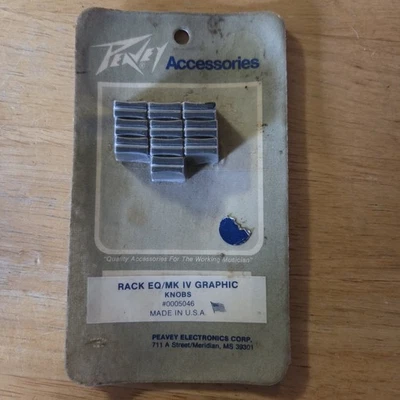 PEAVEY Accessories
"Quality Accessories For The Working Musician"
RACK EQ/MK IV GRAPHIC
KNOBS
#0005046
MADE IN U.S.A.
PEAVEY ELECTRONICS CORP.
711 A Street/Meridian, MS 39301